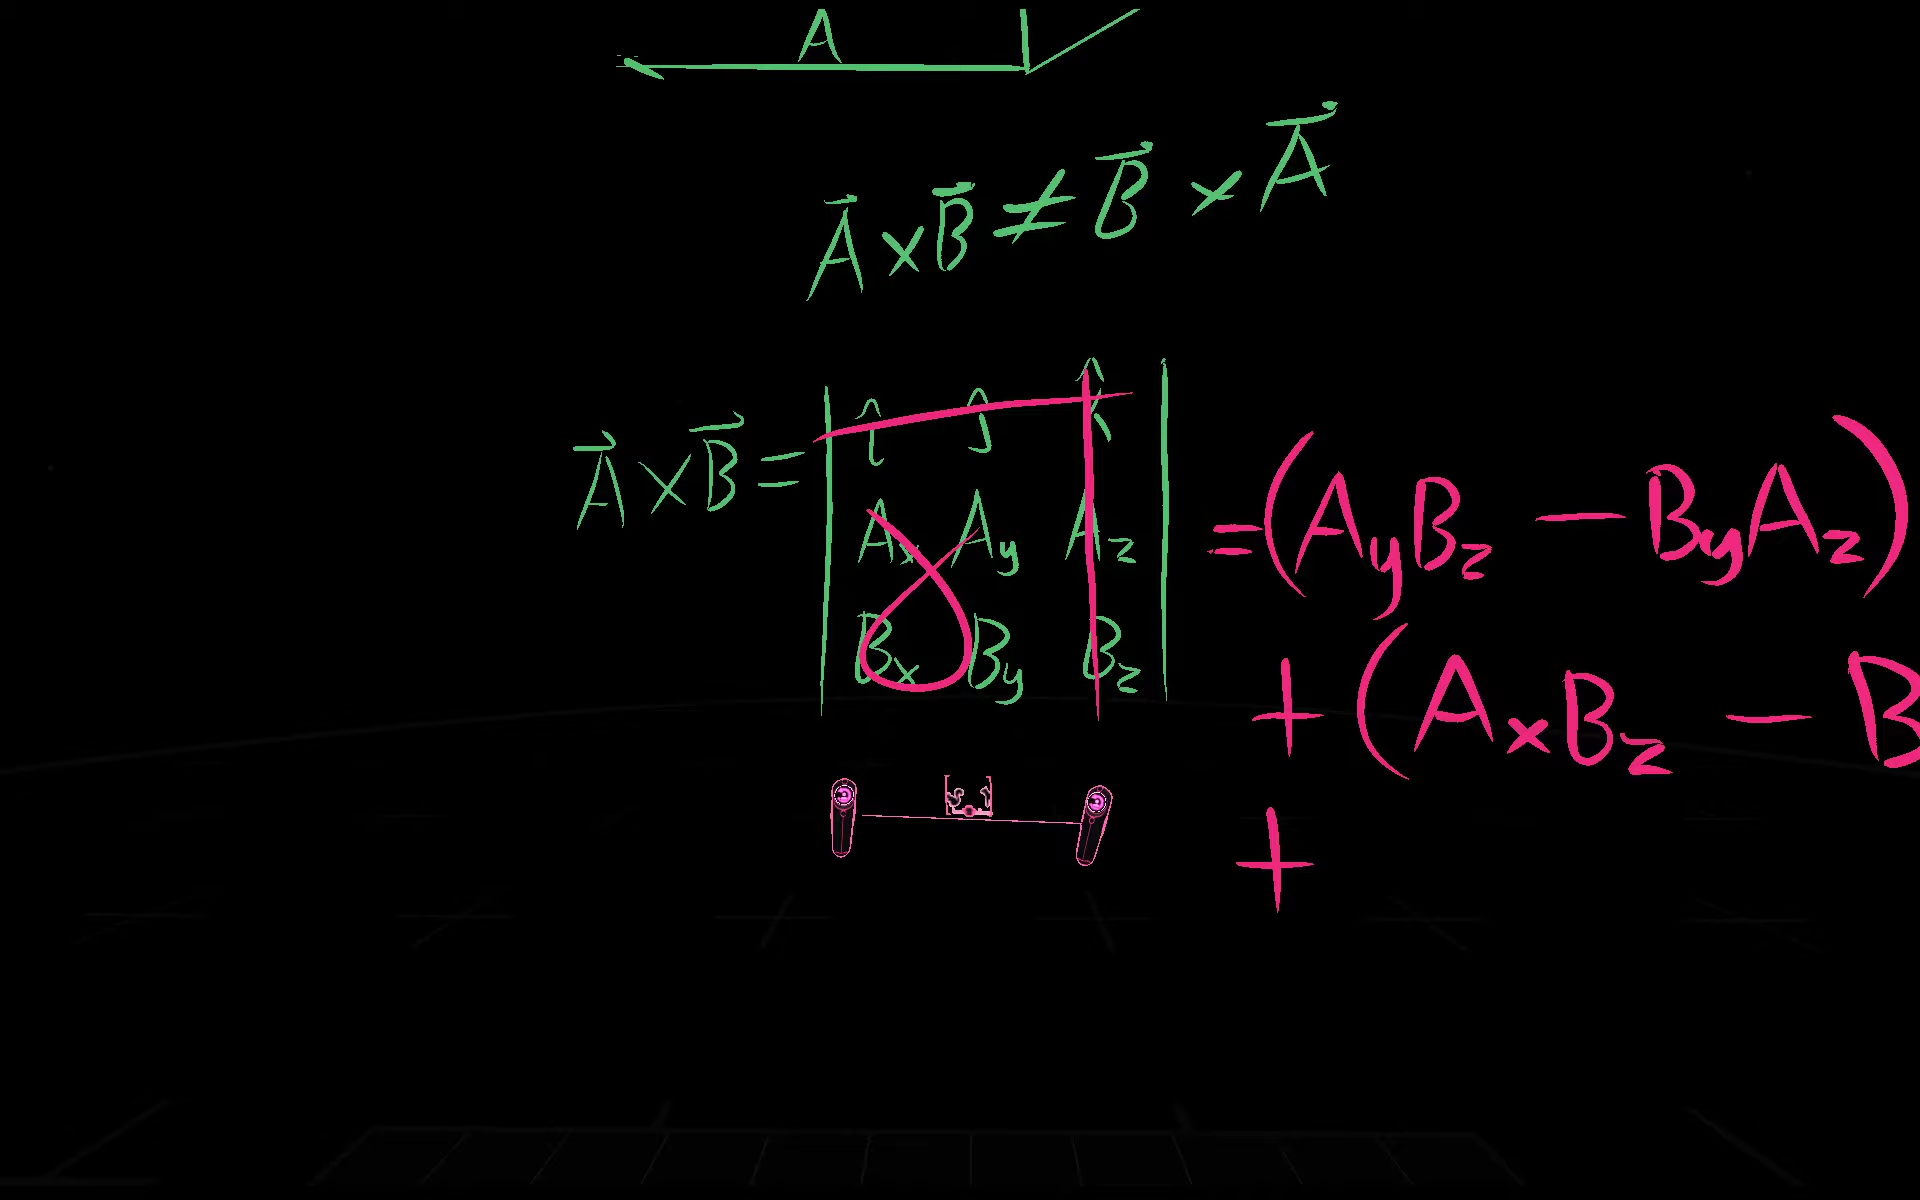 A
A⃗ × B⃗ ≠ B⃗ × A⃗
A⃗ × B⃗ = | î ĵ k̂ | = (AyBz − ByAz)
Ax Ay Az
Bx By Bz
+ (AxBz − B
+